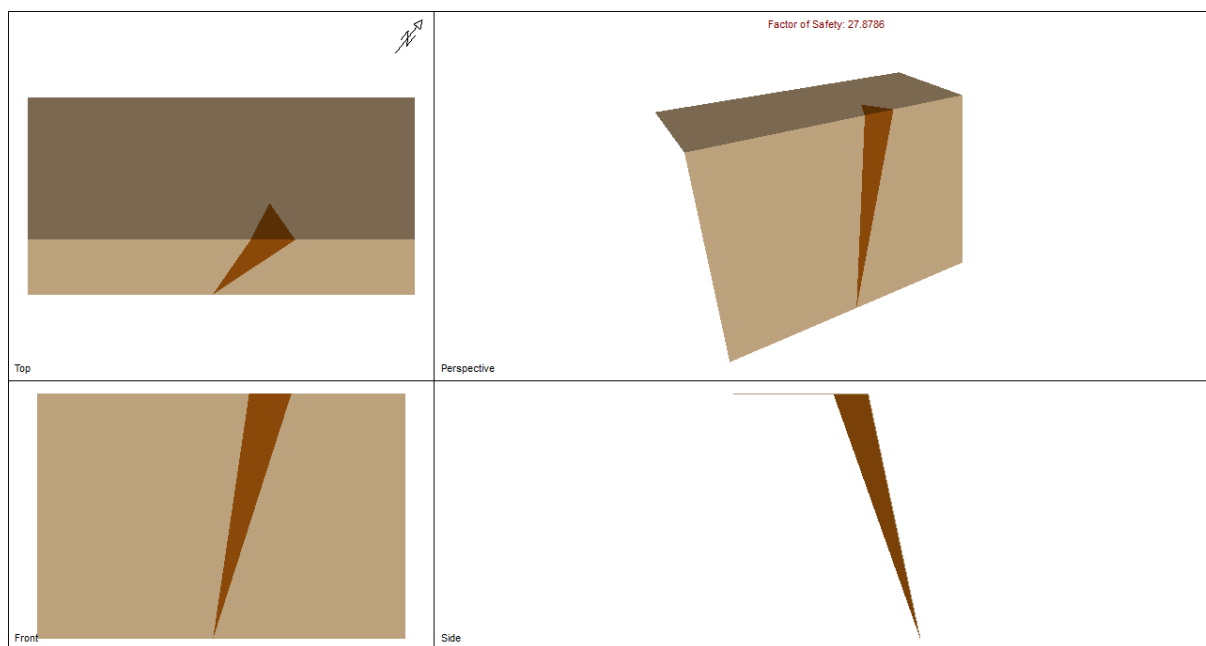 N
Factor of Safety: 27.8786
Top
Perspective
Front
Side